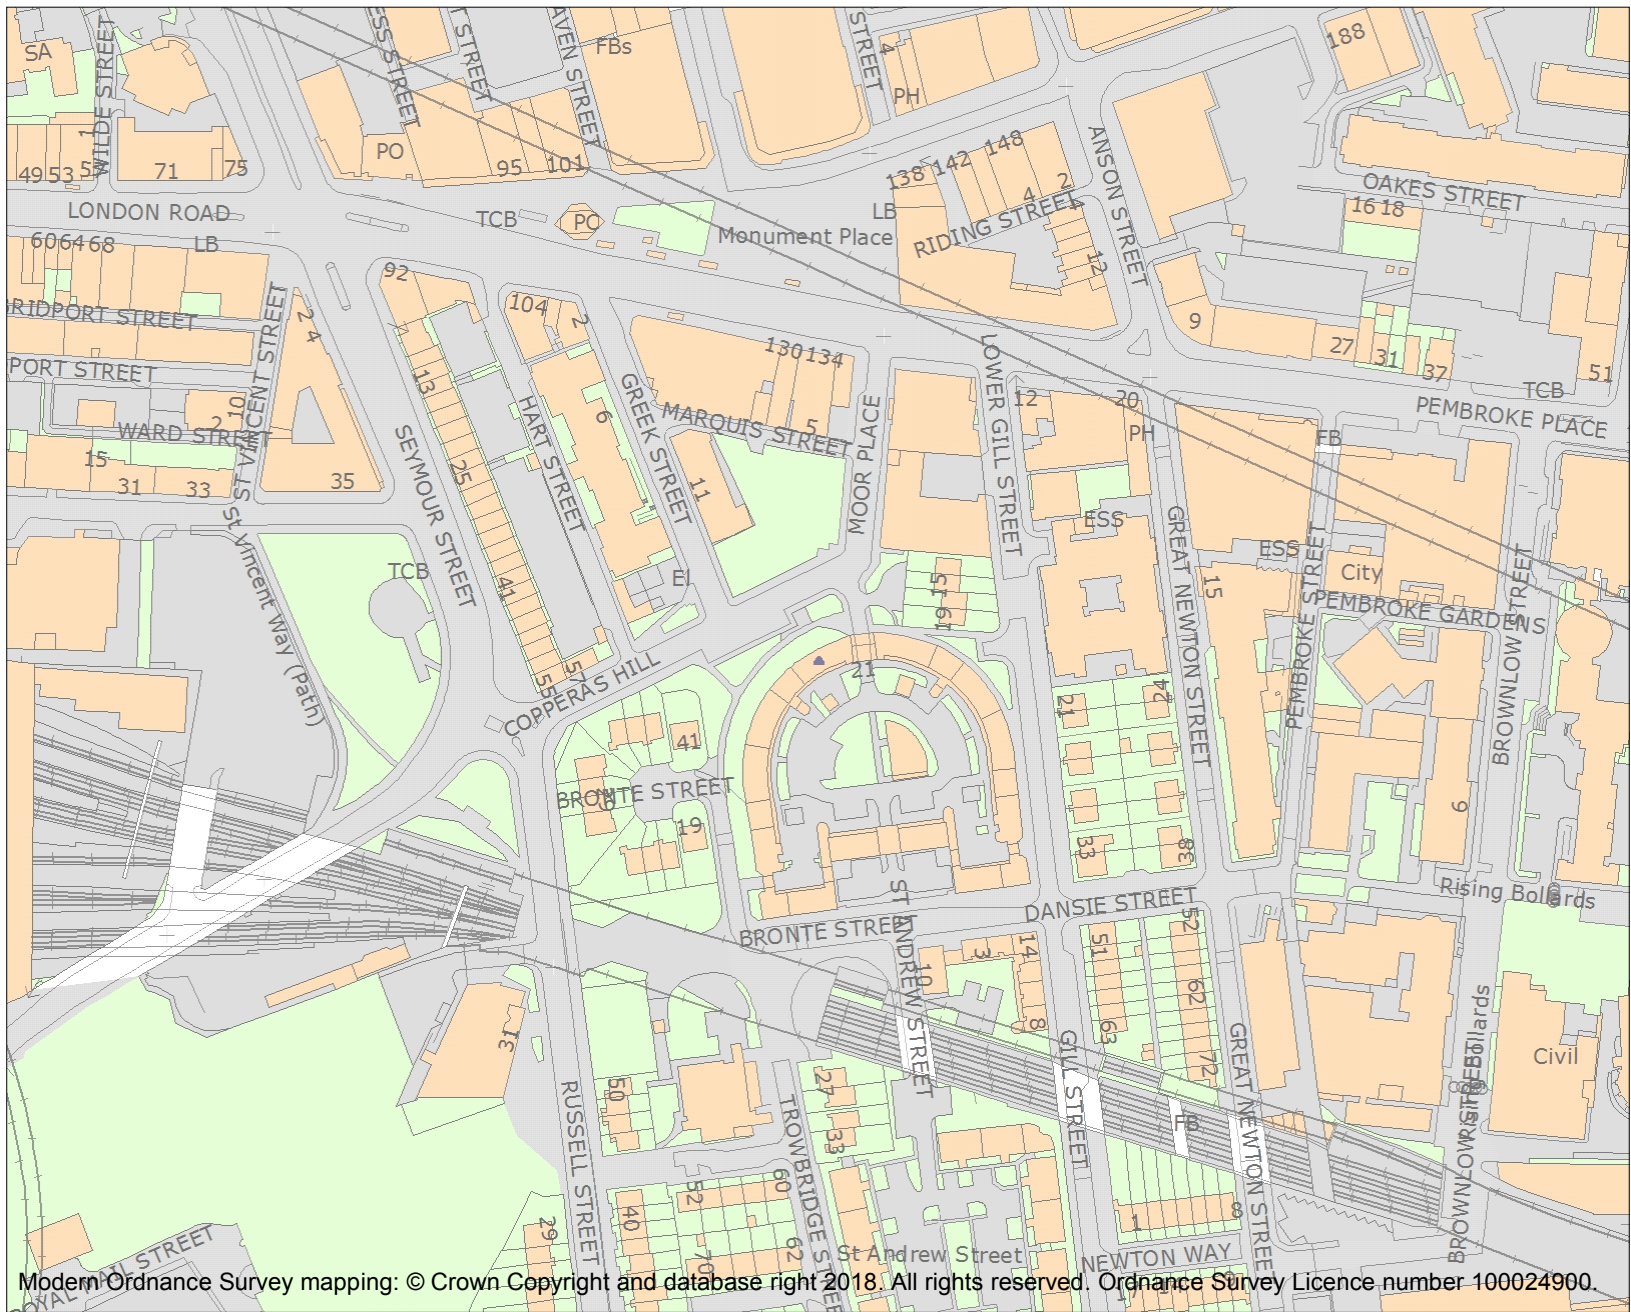 SA
WILDE STREET
STREET
FBs
STREET
4
PH
188
1
49 53
71
75
PO
95
101
138 142 148
4
2
ANSON STREET
OAKES STREET
16 18
LONDON ROAD
TCB
PC
Monument Place
LB
RIDING STREET
12
60 64 68
LB
92
104
2
9
27
31
37
51
BRIDPORT STREET
2 4
130 134
TCB
PORT STREET
13
6
5
12
20
PEMBROKE PLACE
10
2
WARD STREET
ST VINCENT STREET
SEYMOUR STREET
HART STREET
GREEK STREET
MARQUIS STREET
MOOR PLACE
LOWER GILL STREET
PH
FB
15
31
33
35
25
11
ESS
ESS
St Vincent Way (Path)
TCB
41
El
15
19
GREAT NEWTON STREET
15
City
PEMBROKE STREET
PEMBROKE GARDENS
BROWNLOW STREET
55
57
COPPERAS HILL
21
21
24
41
BRONTE STREET
19
6
33
38
BRONTE STREET
ST ANDREW STREET
DANSIE STREET
Rising Bollards
10
3
14
8
51
63
52
62
72
31
Rising Bollards
Civil
50
27
33
RUSSELL STREET
TROWBRIDGE STREET
GILL STREET
FB
GREAT NEWTON STREET
BROWNLOW STREET
29
40
52
60
70
62
1
8
St Andrew Street
NEWTON WAY
ROYAL MAIL STREET
Modern Ordnance Survey mapping: © Crown Copyright and database right 2018. All rights reserved. Ordnance Survey Licence number 100024900.